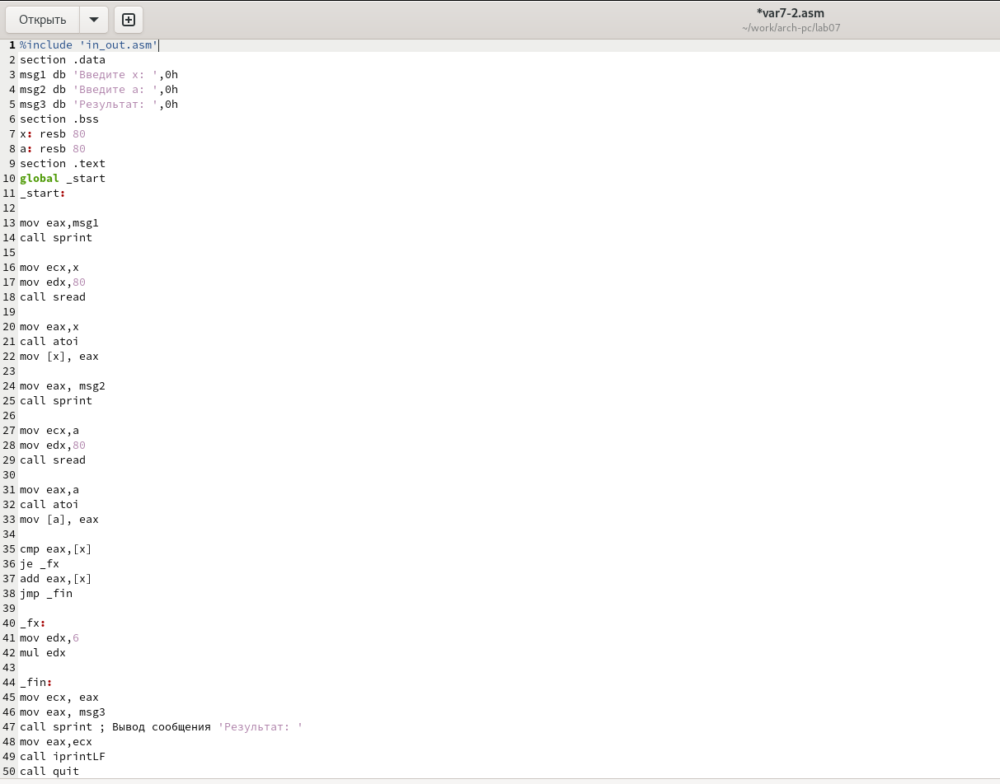 Открыть
*var7-2.asm
~/work/arch-pc/lab07
1 %include 'in_out.asm'
2 section .data
3 msg1 db 'Введите x: ',0h
4 msg2 db 'Введите a: ',0h
5 msg3 db 'Результат: ',0h
6 section .bss
7 x: resb 80
8 a: resb 80
9 section .text
10 global _start
11 _start:
12
13 mov eax,msg1
14 call sprint
15
16 mov ecx,x
17 mov edx,80
18 call sread
19
20 mov eax,x
21 call atoi
22 mov [x], eax
23
24 mov eax, msg2
25 call sprint
26
27 mov ecx,a
28 mov edx,80
29 call sread
30
31 mov eax,a
32 call atoi
33 mov [a], eax
34
35 cmp eax,[x]
36 je _fx
37 add eax,[x]
38 jmp _fin
39
40 _fx:
41 mov edx,6
42 mul edx
43
44 _fin:
45 mov ecx, eax
46 mov eax, msg3
47 call sprint ; Вывод сообщения 'Результат: '
48 mov eax,ecx
49 call iprintLF
50 call quit